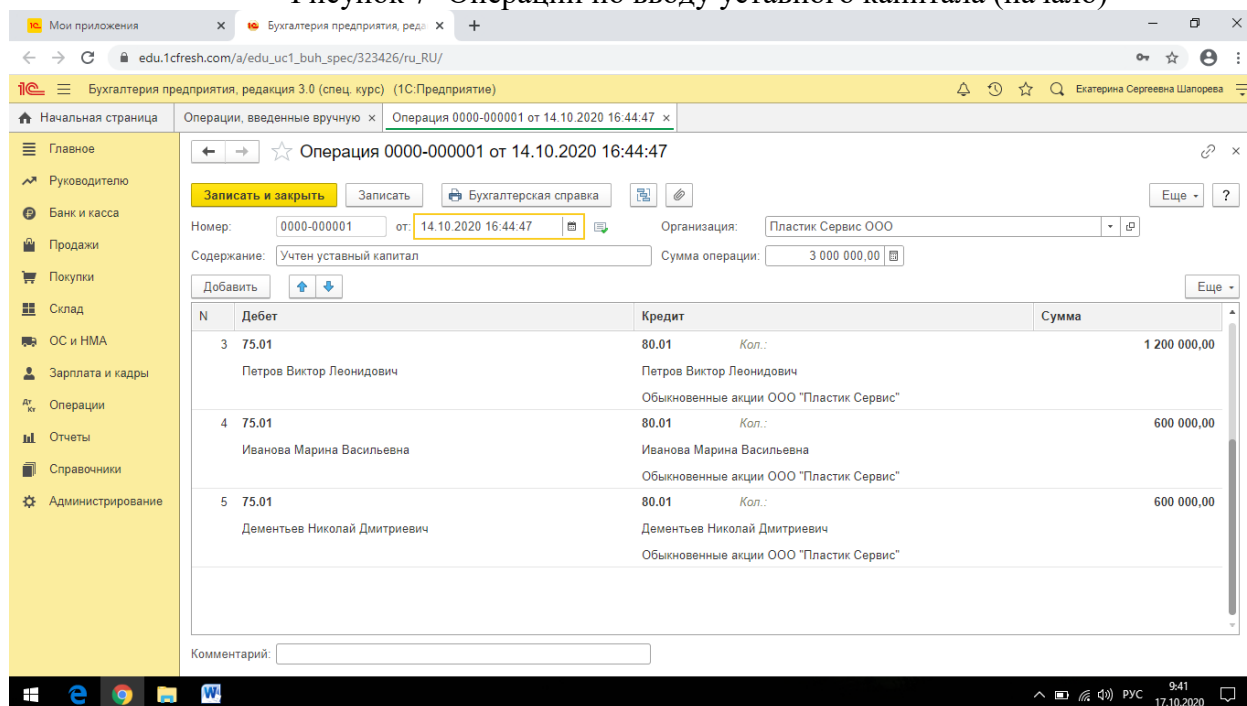 Рисунок 7- Операции по вводу уставного капитала (начало)
Мои приложения
Бухгалтерия предприятия, реда
edu.1cfresh.com/a/edu_uc1_buh_spec/323426/ru_RU/
Бухгалтерия предприятия, редакция 3.0 (спец. курс) (1С:Предприятие)
Екатерина Сергеевна Шапорева
Начальная страница
Операции, введенные вручную
Операция 0000-000001 от 14.10.2020 16:44:47
Главное
Руководителю
Банк и касса
Продажи
Покупки
Склад
ОС и НМА
Зарплата и кадры
Операции
Отчеты
Справочники
Администрирование
Операция 0000-000001 от 14.10.2020 16:44:47
Записать и закрыть Записать Бухгалтерская справка Еще ?
Номер: 0000-000001 от: 14.10.2020 16:44:47 Организация: Пластик Сервис ООО
Содержание: Учтен уставный капитал Сумма операции: 3 000 000,00
Добавить Еще
N Дебет Кредит Сумма
3 75.01 80.01 Кол.: 1 200 000,00
Петров Виктор Леонидович Петров Виктор Леонидович
Обыкновенные акции ООО "Пластик Сервис"
4 75.01 80.01 Кол.: 600 000,00
Иванова Марина Васильевна Иванова Марина Васильевна
Обыкновенные акции ООО "Пластик Сервис"
5 75.01 80.01 Кол.: 600 000,00
Дементьев Николай Дмитриевич Дементьев Николай Дмитриевич
Обыкновенные акции ООО "Пластик Сервис"
Комментарий:
РУС
9:41
17.10.2020